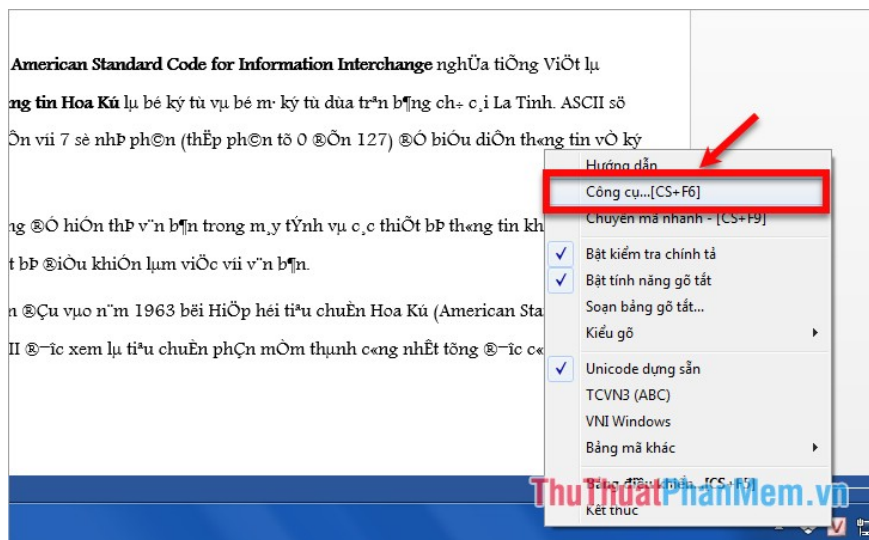 American Standard Code for Information Interchange nghÜa tiÕng ViÖt lµ
ng tin Hoa Kú lµ bé ký tù vµ bé m· ký tù dùa trªn b¶ng ch÷ c¸i La Tinh. ASCII sö
Ön víi 7 sè nhÞ ph©n (thËp ph©n tõ 0 ®Õn 127) ®Ó biÓu diÔn th«ng tin vÒ ký
ng ®Ó hiÓn thÞ v¨n b¶n trong m¸y tÝnh vµ c¸c thiÕt bÞ th«ng tin kh
t bÞ ®iÒu khiÓn lµm viÖc víi v¨n b¶n.
n ®Çu vµo n¨m 1963 bëi HiÖp héi tiªu chuÈn Hoa Kú (American Sta
II ®­îc xem lµ tiªu chuÈn phÇn mÒm thµnh c«ng nhÊt tõng ®­îc c«
Hướng dẫn
Công cụ...[CS+F6]
Chuyển mã nhanh - [CS+F9]
Bật kiểm tra chính tả
Bật tính năng gõ tắt
Soạn bảng gõ tắt...
Kiểu gõ
Unicode dựng sẵn
TCVN3 (ABC)
VNI Windows
Bảng mã khác
Bảng điều khiển...[CS+F5]
ThuThuatPhanMem.vn
Kết thúc
V